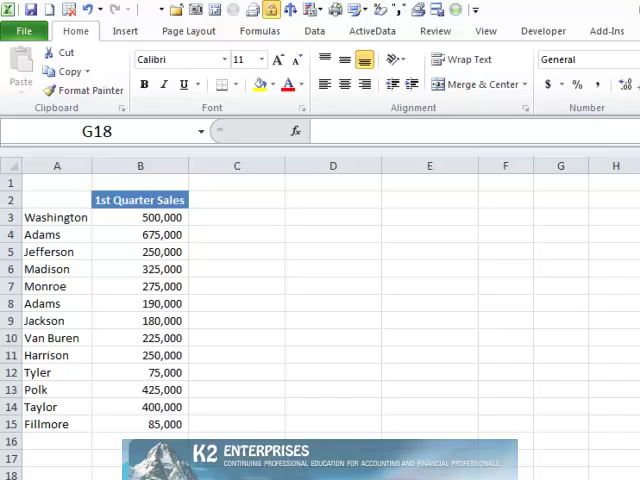 File Home Insert Page Layout Formulas Data ActiveData Review View Developer Add-Ins
Cut Calibri 11 A A Wrap Text General
Paste Copy
Format Painter B I U A Merge & Center $ % ,
Clipboard Font Alignment Number
G18 fx
A B C D E F G H
1
2 1st Quarter Sales
3 Washington 500,000
4 Adams 675,000
5 Jefferson 250,000
6 Madison 325,000
7 Monroe 275,000
8 Adams 190,000
9 Jackson 180,000
10 Van Buren 225,000
11 Harrison 250,000
12 Tyler 75,000
13 Polk 425,000
14 Taylor 400,000
15 Fillmore 85,000
16
17
18
K2 ENTERPRISES
CONTINUING PROFESSIONAL EDUCATION FOR ACCOUNTING AND FINANCIAL PROFESSIONALS